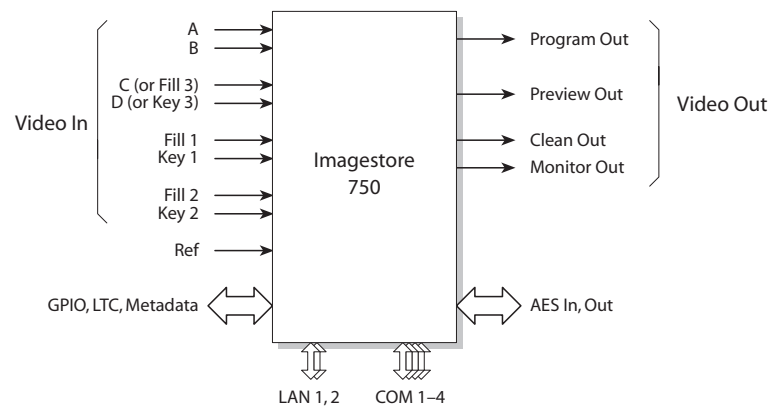 A
B
C (or Fill 3)
D (or Key 3)
Video In
Fill 1
Key 1
Fill 2
Key 2
Ref
GPIO, LTC, Metadata
Imagestore
750
Program Out
Preview Out
Video Out
Clean Out
Monitor Out
AES In, Out
LAN 1, 2
COM 1–4